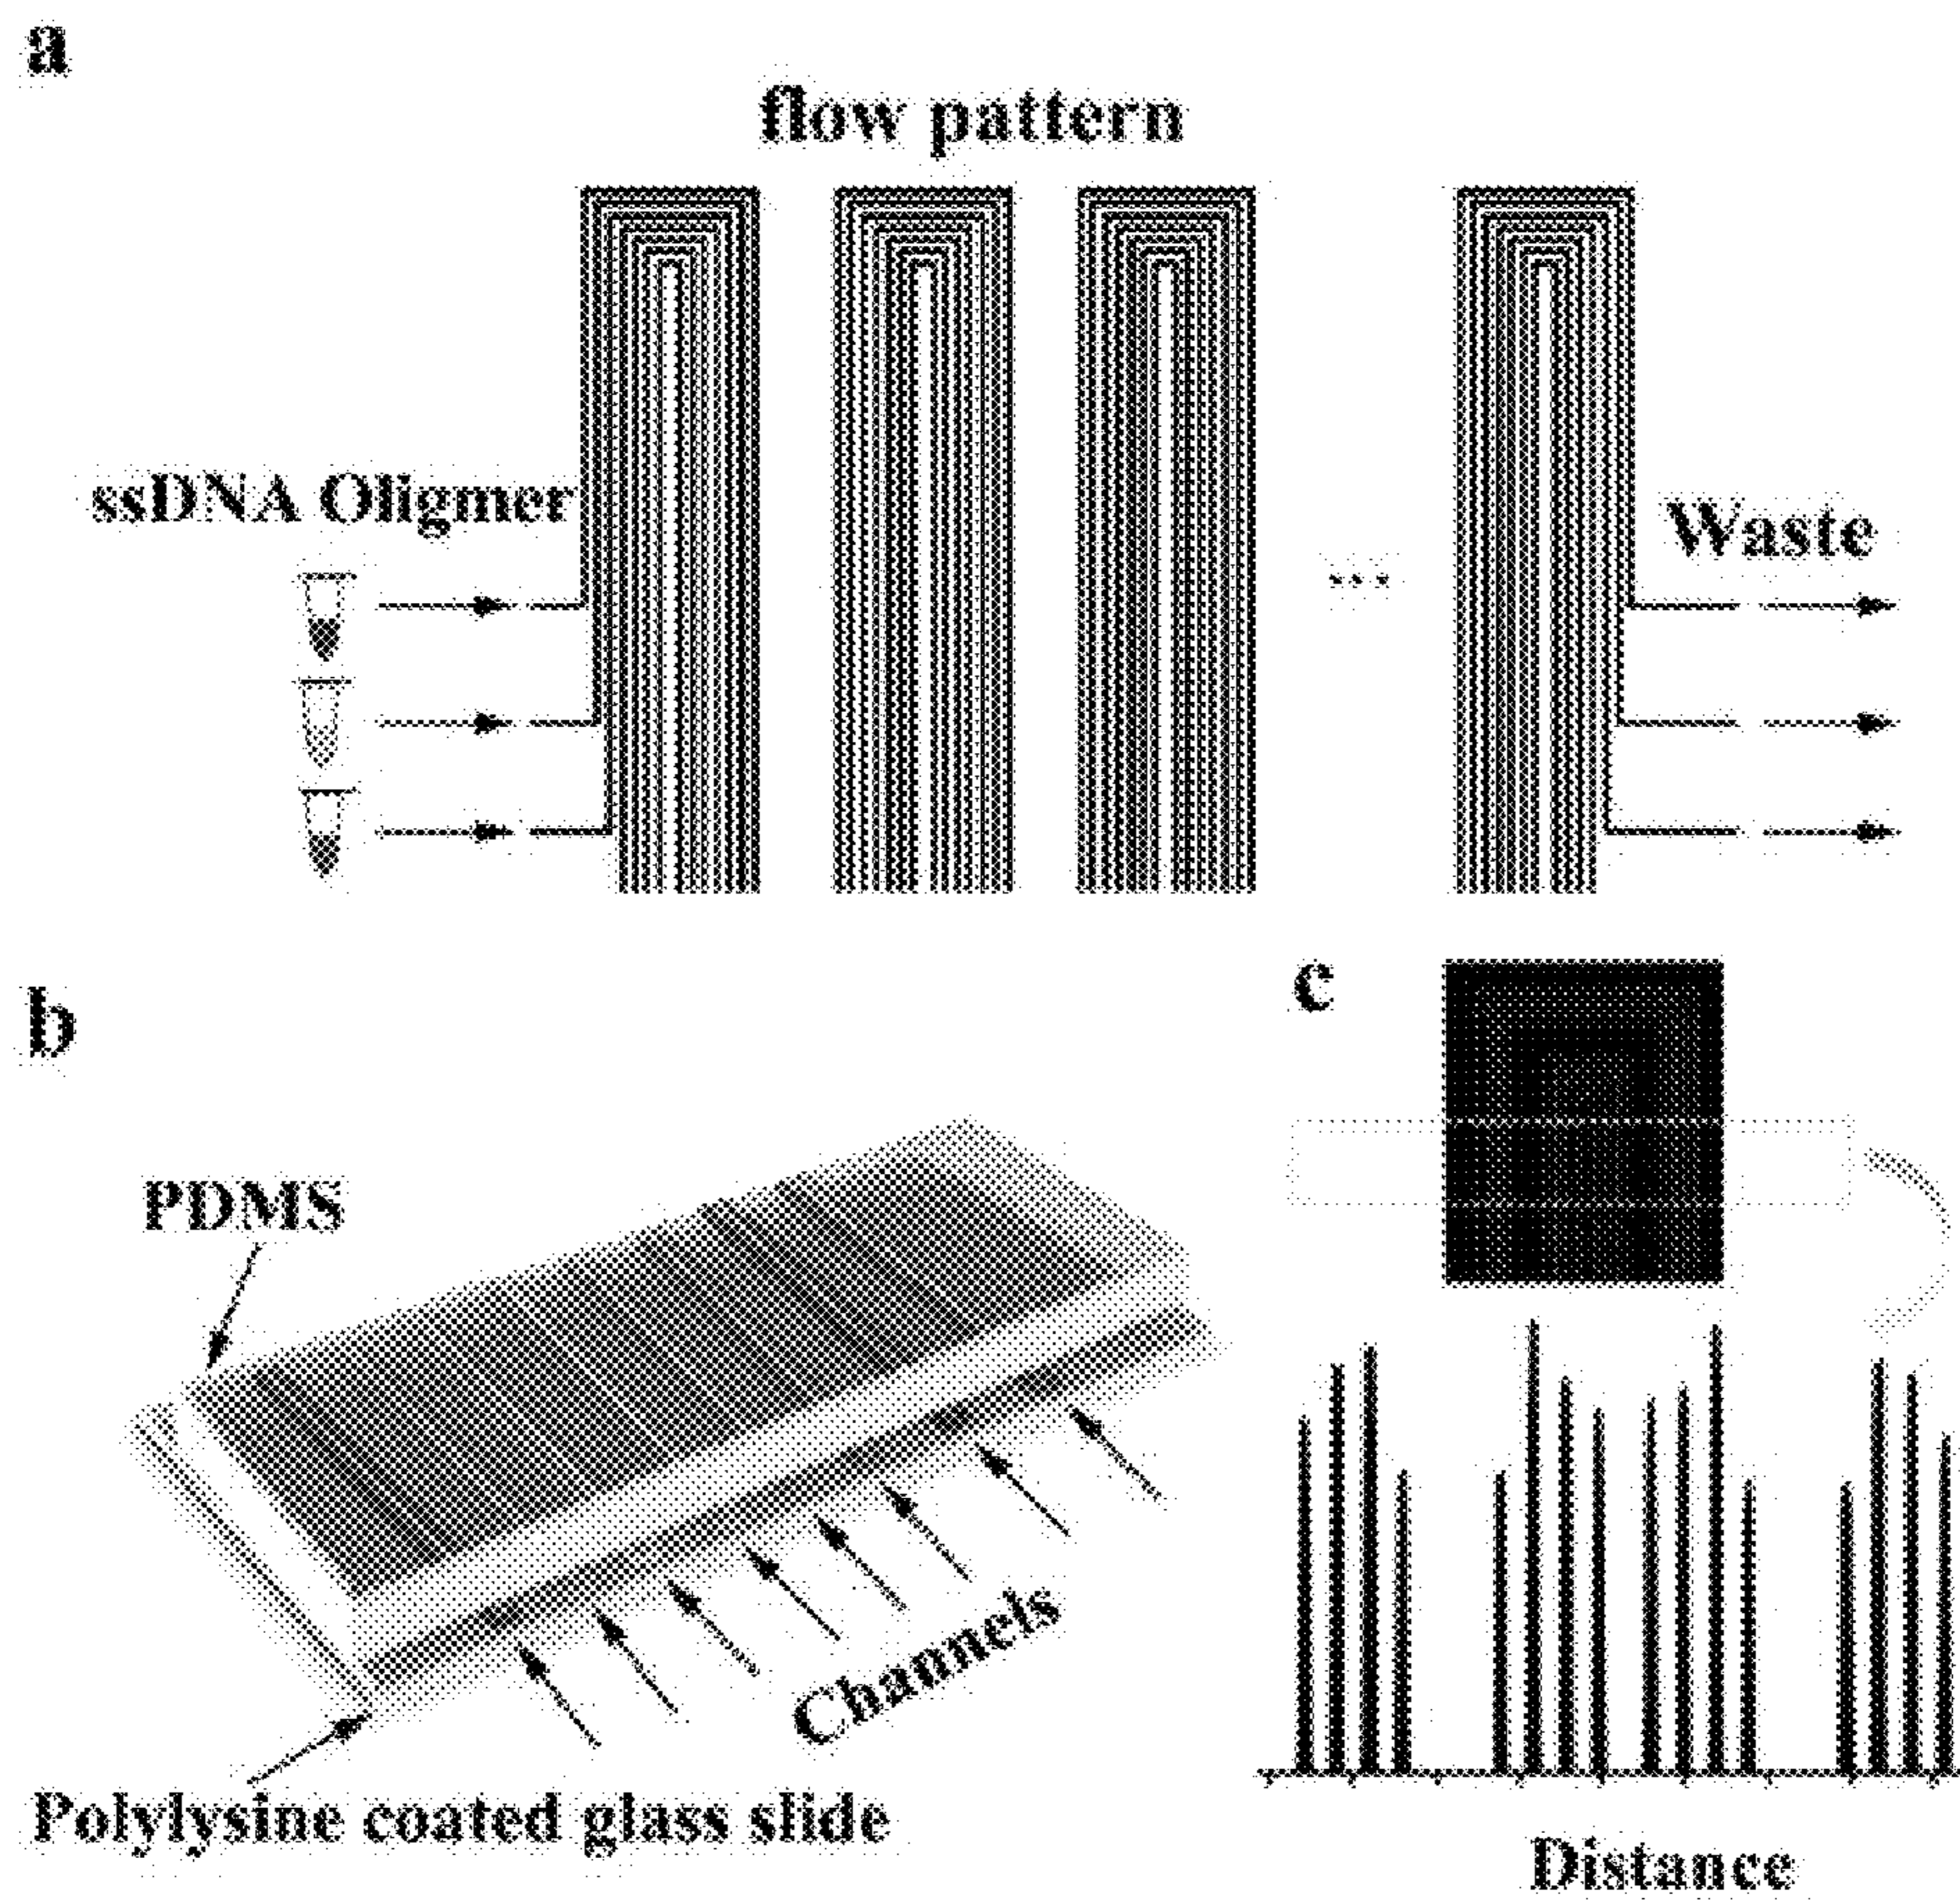 a
flow pattern
ssDNA Oligmer
Waste
...
b
c
PDMS
Channels
Polylysine coated glass slide
Distance